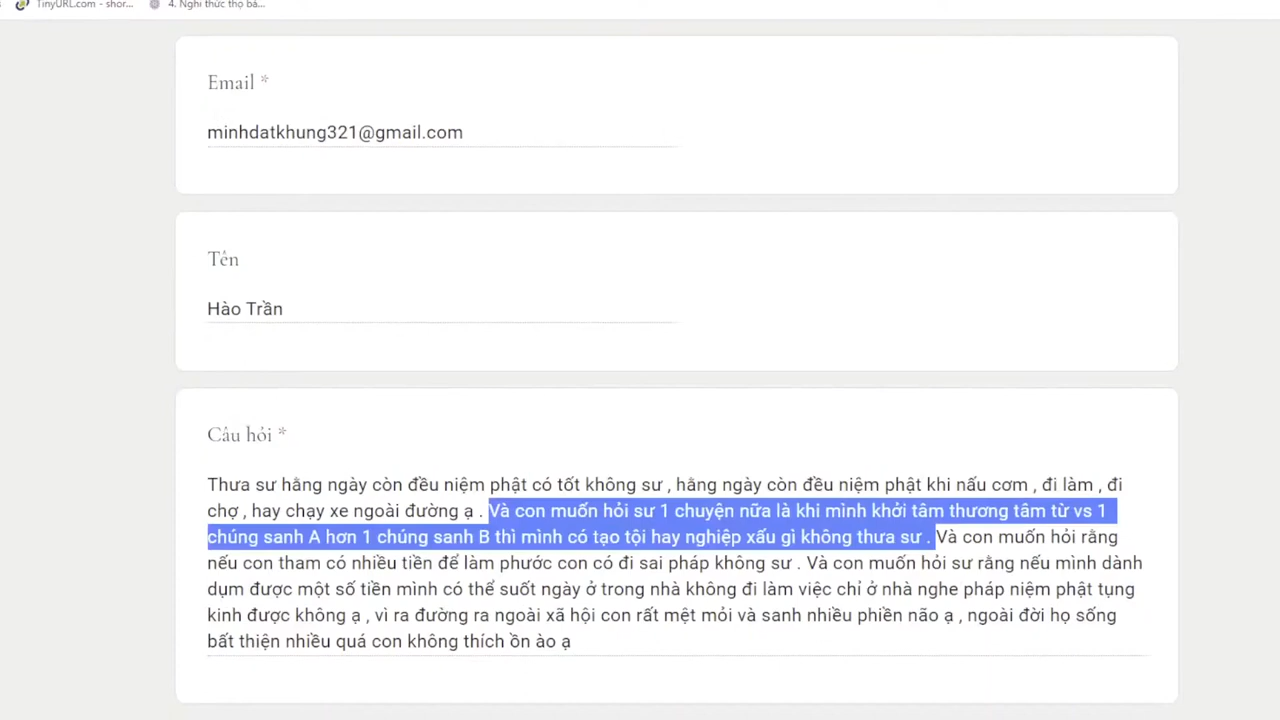 TinyURL.com - shor... 4. Nghi thức thọ bá...
Email *
minhdatkhung321@gmail.com
Tên
Hào Trần
Câu hỏi *
Thưa sư hằng ngày còn đều niệm phật có tốt không sư , hằng ngày còn đều niệm phật khi nấu cơm , đi làm , đi
chợ , hay chạy xe ngoài đường ạ . Và con muốn hỏi sư 1 chuyện nữa là khi mình khởi tâm thương tâm từ vs 1
chúng sanh A hơn 1 chúng sanh B thì mình có tạo tội hay nghiệp xấu gì không thưa sư . Và con muốn hỏi rằng
nếu con tham có nhiều tiền để làm phước con có đi sai pháp không sư . Và con muốn hỏi sư rằng nếu mình dành
dụm được một số tiền mình có thể suốt ngày ở trong nhà không đi làm việc chỉ ở nhà nghe pháp niệm phật tụng
kinh được không ạ , vì ra đường ra ngoài xã hội con rất mệt mỏi và sanh nhiều phiền não ạ , ngoài đời họ sống
bất thiện nhiều quá con không thích ồn ào ạ